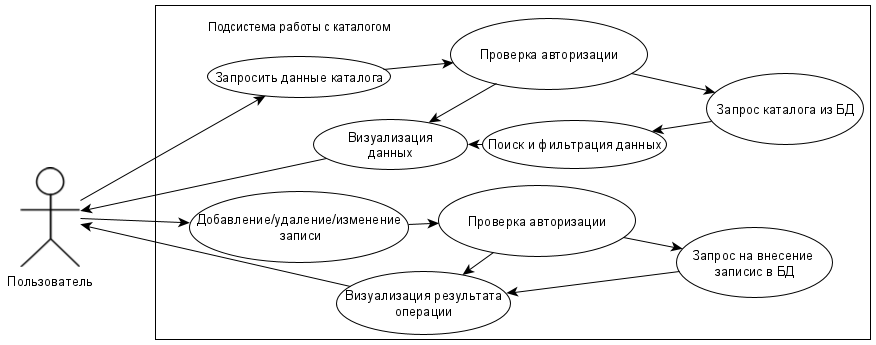 Подсистема работы с каталогом
Проверка авторизации
Запросить данные каталога
Запрос каталога из БД
Визуализация
данных
Поиск и фильтрация данных
Добавление/удаление/изменение
записи
Проверка авторизации
Запрос на внесение
записис в БД
Пользователь
Визуализация результата
операции